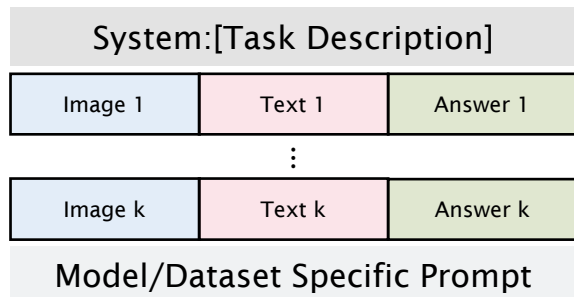 System:[Task Description]
Image 1 Text 1 Answer 1
⋮
Image k Text k Answer k
Model/Dataset Specific Prompt